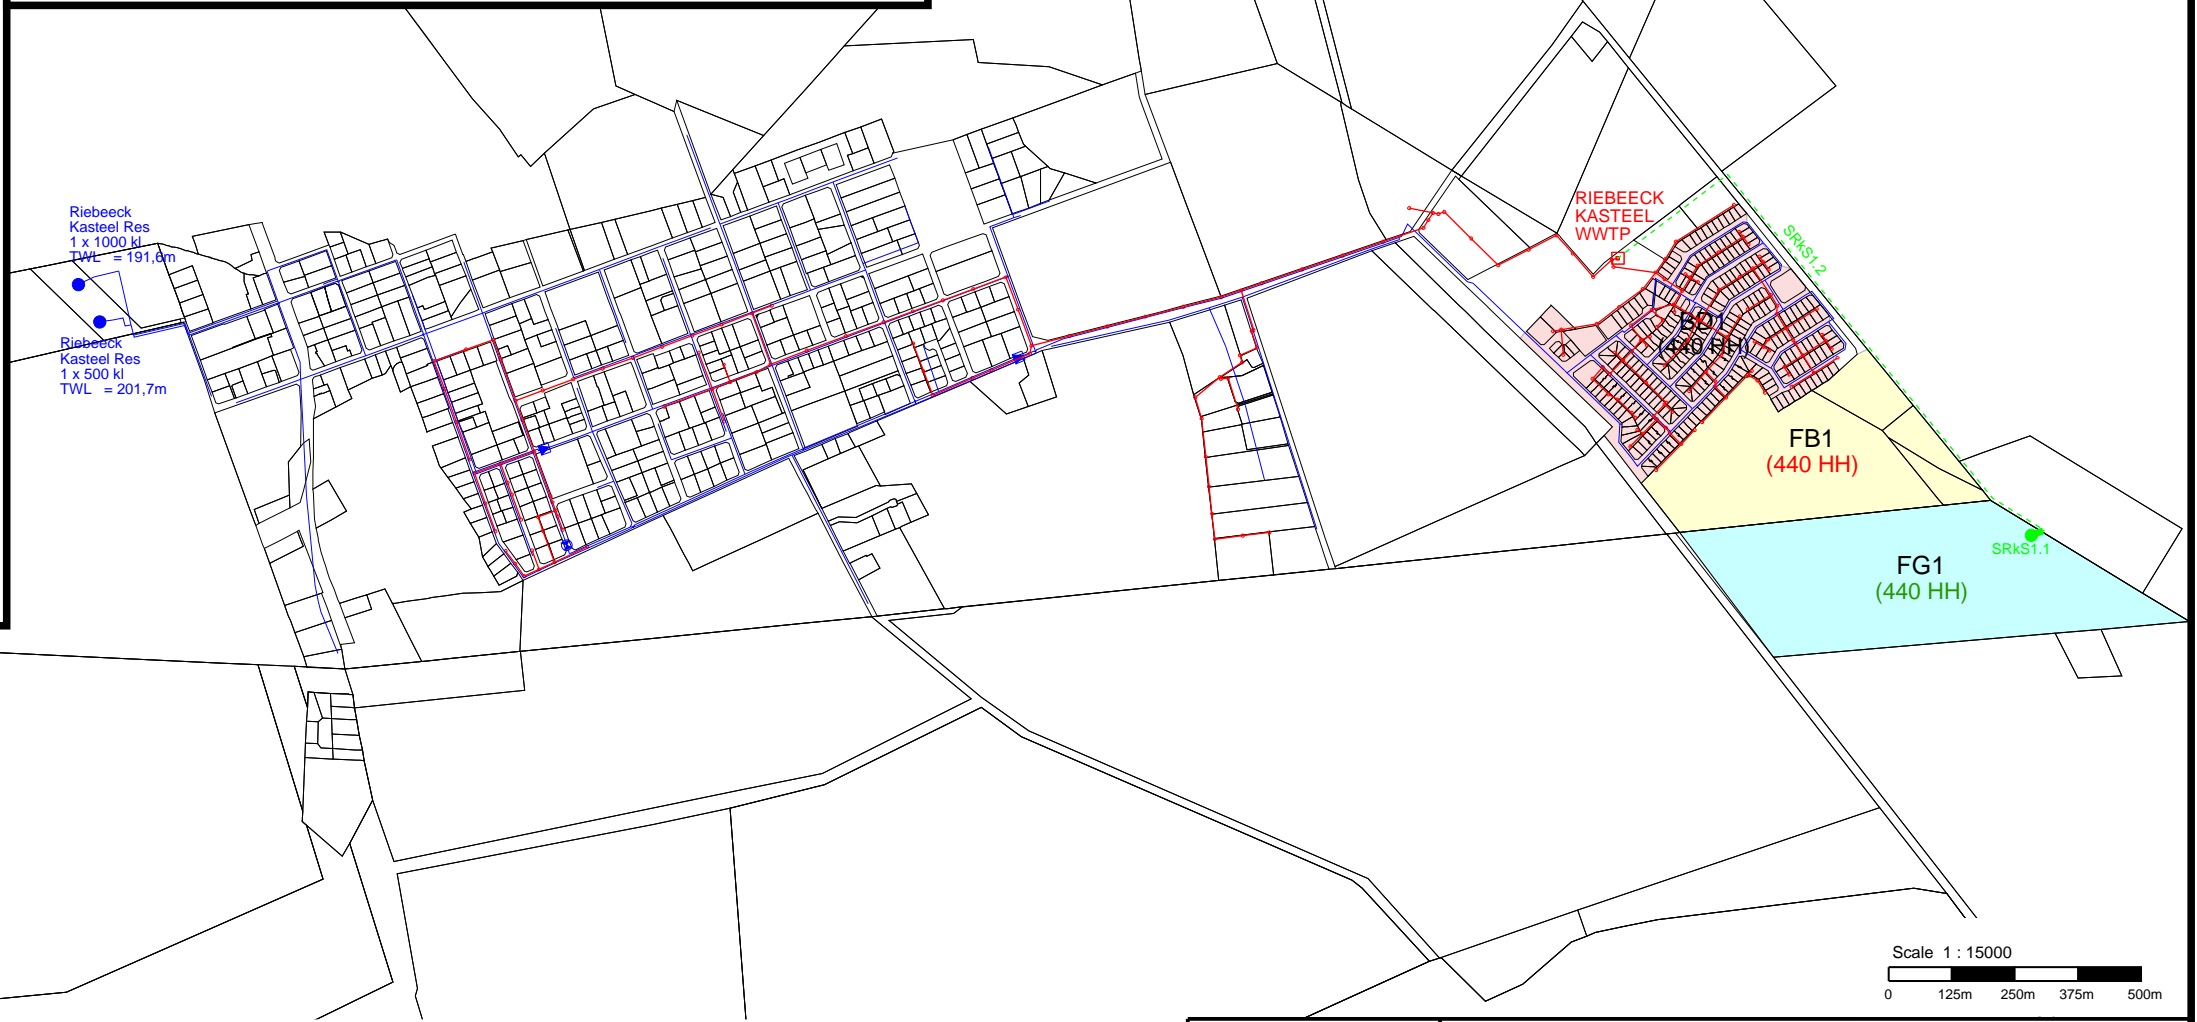 Riebeeck
Kasteel Res
1 x 1000 kl
TWL = 191,6m
Riebeeck
Kasteel Res
1 x 500 kl
TWL = 201,7m
RIEBEECK
KASTEEL
WWTP
SRkS1.2
BD1
(440 HH)
FB1
(440 HH)
FG1
(440 HH)
SRkS1.1
Scale 1 : 15000
0 125m 250m 375m 500m